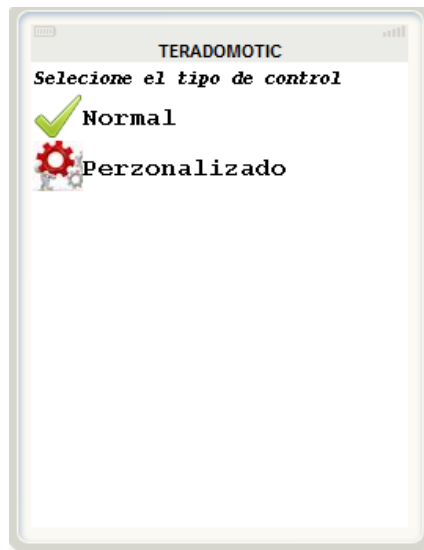 TERADOMOTIC
Selecione el tipo de control
Normal
Perzonalizado